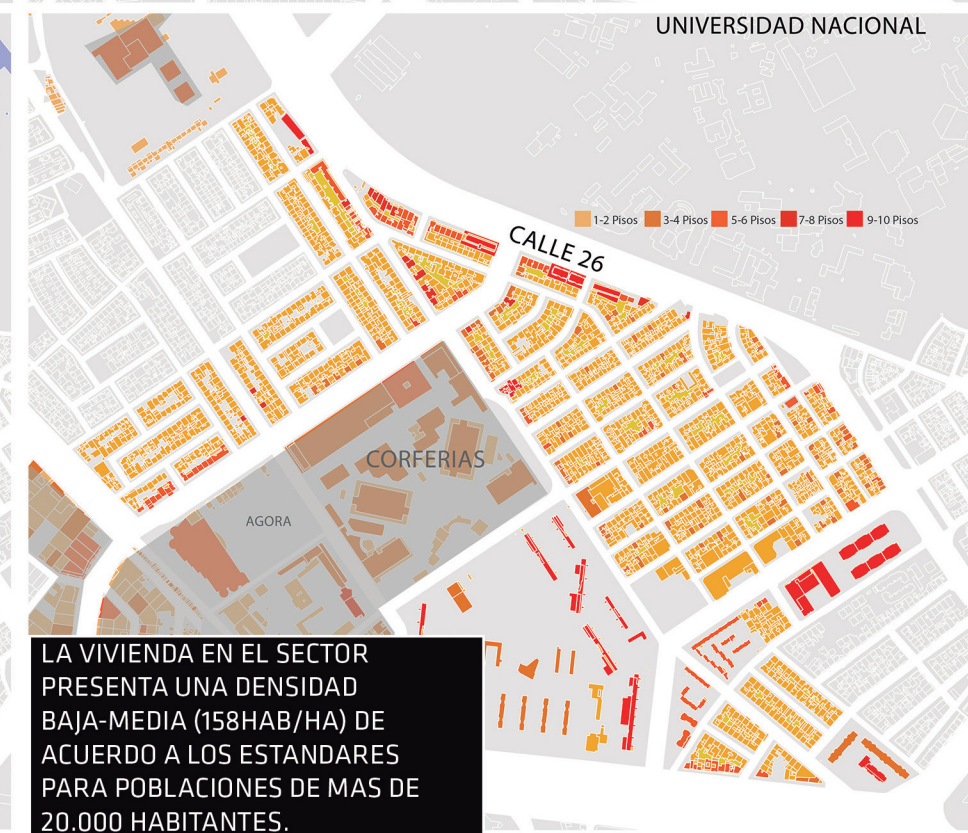 UNIVERSIDAD NACIONAL
1-2 Pisos 3-4 Pisos 5-6 Pisos 7-8 Pisos 9-10 Pisos
CALLE 26
CORFERIAS
AGORA
LA VIVIENDA EN EL SECTOR
PRESENTA UNA DENSIDAD
BAJA-MEDIA (158HAB/HA) DE
ACUERDO A LOS ESTANDARES
PARA POBLACIONES DE MAS DE
20.000 HABITANTES.